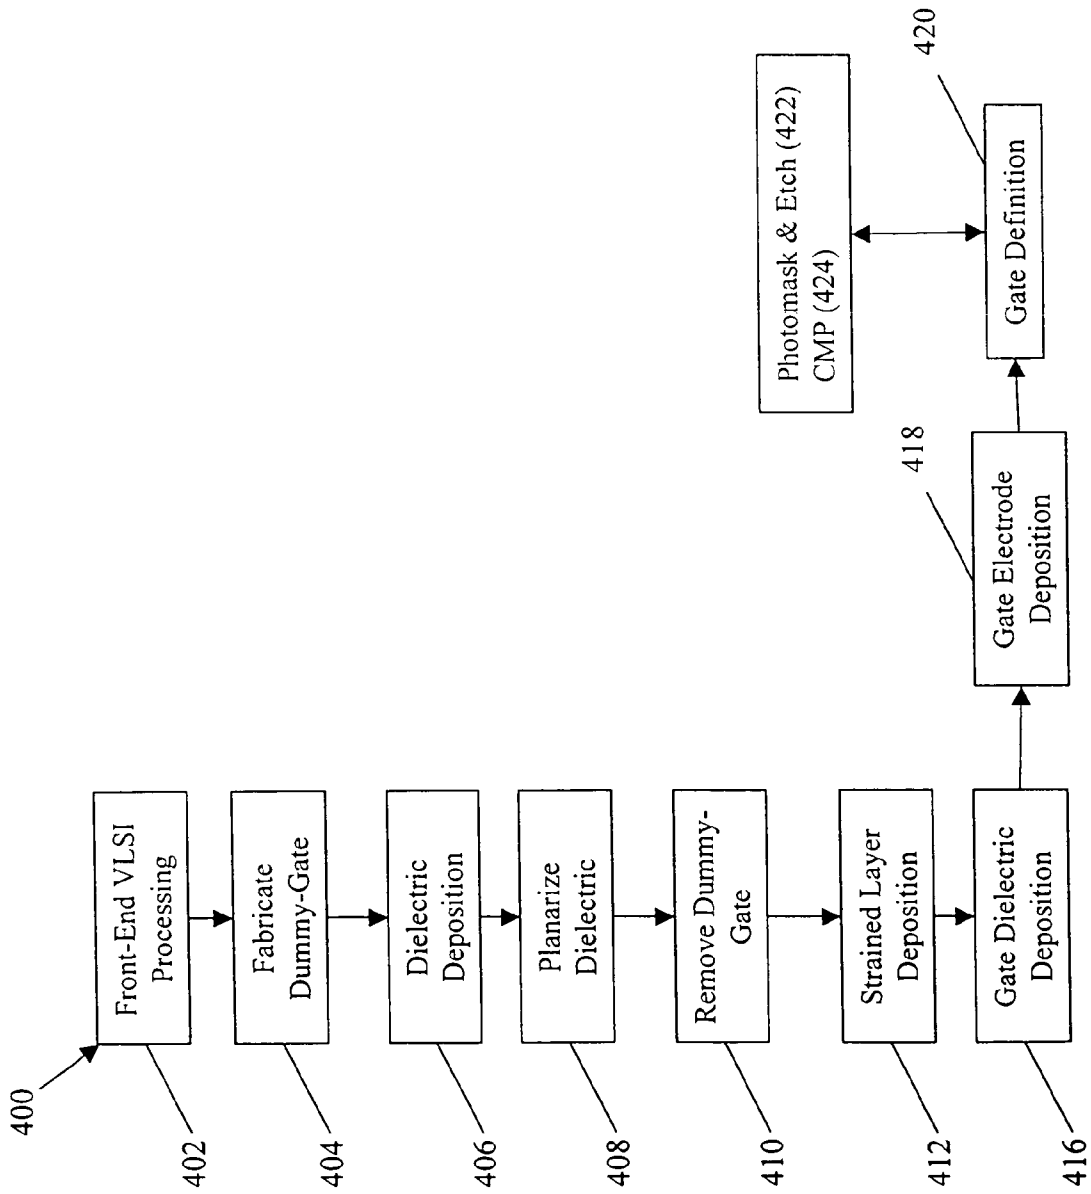 400
Front-End VLSI
Processing
402
Fabricate
Dummy-Gate
404
Dielectric
Deposition
406
Planarize
Dielectric
408
Remove Dummy-
Gate
410
Strained Layer
Deposition
412
Gate Dielectric
Deposition
416
Gate Electrode
Deposition
418
Gate Definition
420
Photomask & Etch (422)
CMP (424)